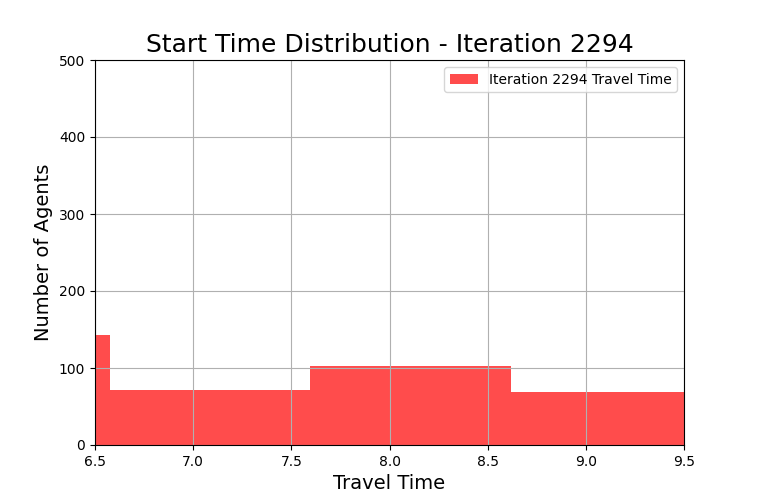 Start Time Distribution - Iteration 2294
Iteration 2294 Travel Time
Number of Agents
500
400
300
200
100
0
6.5 7.0 7.5 8.0 8.5 9.0 9.5
Travel Time